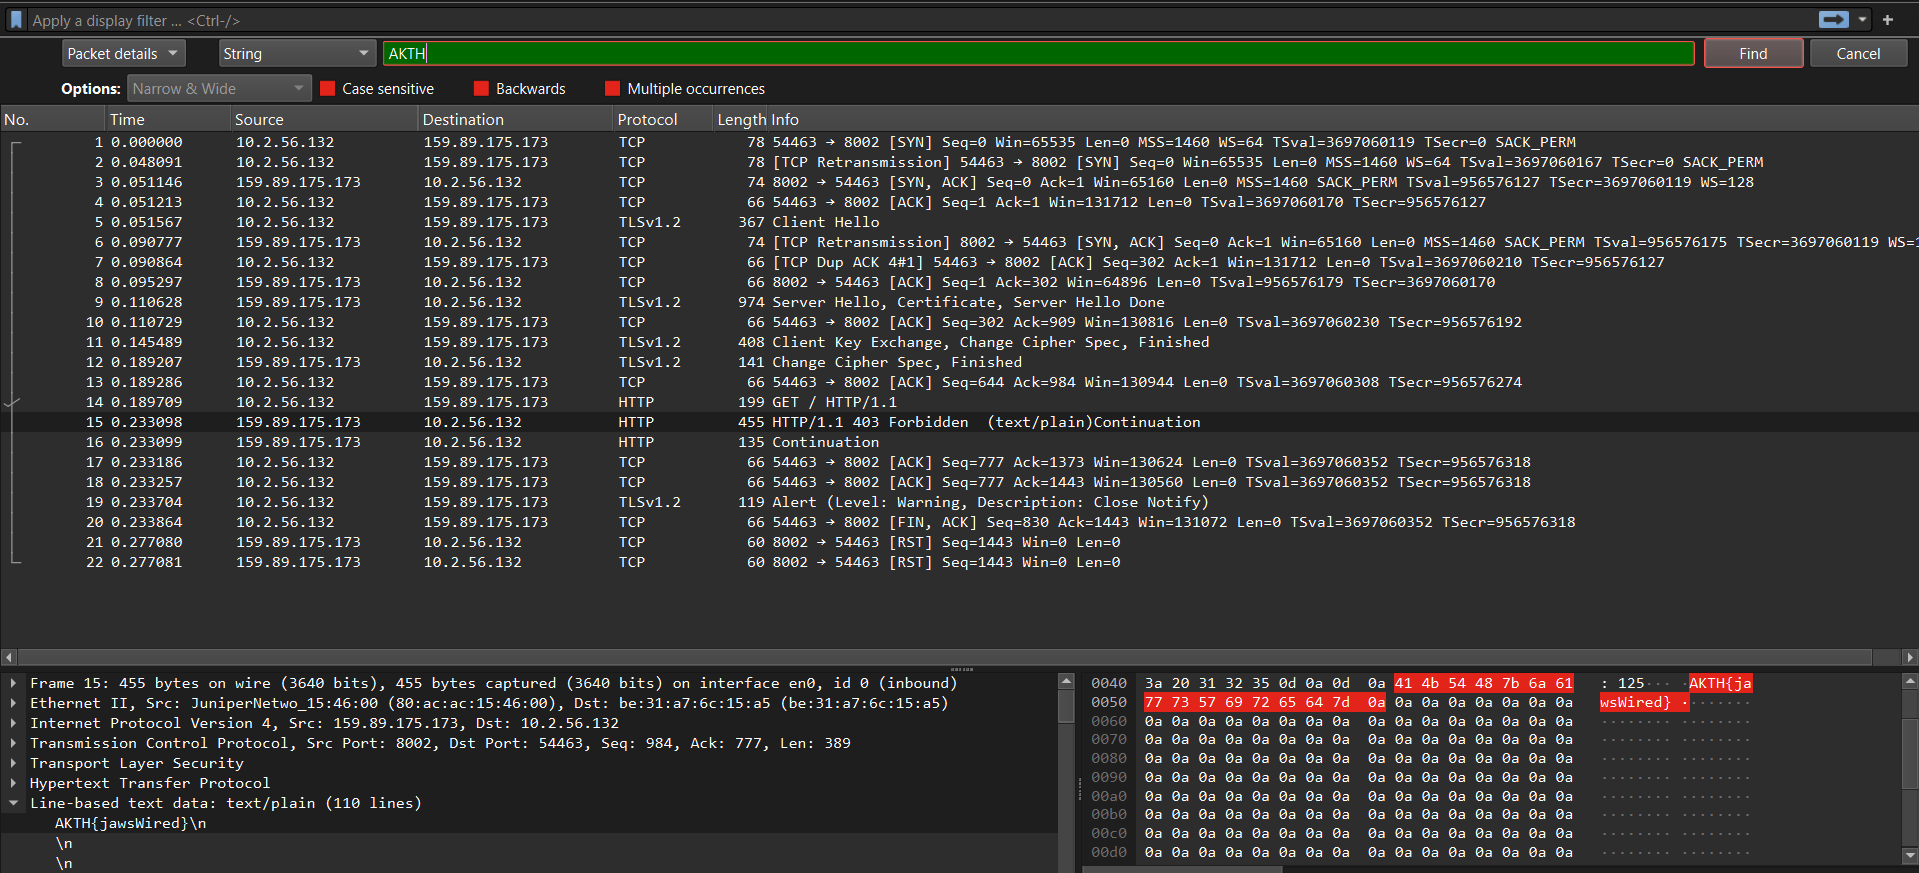 Apply a display filter ... <Ctrl-/>
Packet details String AKTH Find Cancel
Options: Narrow & Wide Case sensitive Backwards Multiple occurrences
No. Time Source Destination Protocol Length Info
1 0.000000 10.2.56.132 159.89.175.173 TCP 78 54463 → 8002 [SYN] Seq=0 Win=65535 Len=0 MSS=1460 WS=64 TSval=3697060119 TSecr=0 SACK_PERM
2 0.048091 10.2.56.132 159.89.175.173 TCP 78 [TCP Retransmission] 54463 → 8002 [SYN] Seq=0 Win=65535 Len=0 MSS=1460 WS=64 TSval=3697060167 TSecr=0 SACK_PERM
3 0.051146 159.89.175.173 10.2.56.132 TCP 74 8002 → 54463 [SYN, ACK] Seq=0 Ack=1 Win=65160 Len=0 MSS=1460 SACK_PERM TSval=956576127 TSecr=3697060119 WS=128
4 0.051213 10.2.56.132 159.89.175.173 TCP 66 54463 → 8002 [ACK] Seq=1 Ack=1 Win=131712 Len=0 TSval=3697060170 TSecr=956576127
5 0.051567 10.2.56.132 159.89.175.173 TLSv1.2 367 Client Hello
6 0.090777 159.89.175.173 10.2.56.132 TCP 74 [TCP Retransmission] 8002 → 54463 [SYN, ACK] Seq=0 Ack=1 Win=65160 Len=0 MSS=1460 SACK_PERM TSval=956576175 TSecr=3697060119 WS=1
7 0.090864 10.2.56.132 159.89.175.173 TCP 66 [TCP Dup ACK 4#1] 54463 → 8002 [ACK] Seq=302 Ack=1 Win=131712 Len=0 TSval=3697060210 TSecr=956576127
8 0.095297 159.89.175.173 10.2.56.132 TCP 66 8002 → 54463 [ACK] Seq=1 Ack=302 Win=64896 Len=0 TSval=956576179 TSecr=3697060170
9 0.110628 159.89.175.173 10.2.56.132 TLSv1.2 974 Server Hello, Certificate, Server Hello Done
10 0.110729 10.2.56.132 159.89.175.173 TCP 66 54463 → 8002 [ACK] Seq=302 Ack=909 Win=130816 Len=0 TSval=3697060230 TSecr=956576192
11 0.145489 10.2.56.132 159.89.175.173 TLSv1.2 408 Client Key Exchange, Change Cipher Spec, Finished
12 0.189207 159.89.175.173 10.2.56.132 TLSv1.2 141 Change Cipher Spec, Finished
13 0.189286 10.2.56.132 159.89.175.173 TCP 66 54463 → 8002 [ACK] Seq=644 Ack=984 Win=130944 Len=0 TSval=3697060308 TSecr=956576274
14 0.189709 10.2.56.132 159.89.175.173 HTTP 199 GET / HTTP/1.1
15 0.233098 159.89.175.173 10.2.56.132 HTTP 455 HTTP/1.1 403 Forbidden (text/plain)Continuation
16 0.233099 159.89.175.173 10.2.56.132 HTTP 135 Continuation
17 0.233186 10.2.56.132 159.89.175.173 TCP 66 54463 → 8002 [ACK] Seq=777 Ack=1373 Win=130624 Len=0 TSval=3697060352 TSecr=956576318
18 0.233257 10.2.56.132 159.89.175.173 TCP 66 54463 → 8002 [ACK] Seq=777 Ack=1443 Win=130560 Len=0 TSval=3697060352 TSecr=956576318
19 0.233704 10.2.56.132 159.89.175.173 TLSv1.2 119 Alert (Level: Warning, Description: Close Notify)
20 0.233864 10.2.56.132 159.89.175.173 TCP 66 54463 → 8002 [FIN, ACK] Seq=830 Ack=1443 Win=131072 Len=0 TSval=3697060352 TSecr=956576318
21 0.277080 159.89.175.173 10.2.56.132 TCP 60 8002 → 54463 [RST] Seq=1443 Win=0 Len=0
22 0.277081 159.89.175.173 10.2.56.132 TCP 60 8002 → 54463 [RST] Seq=1443 Win=0 Len=0
Frame 15: 455 bytes on wire (3640 bits), 455 bytes captured (3640 bits) on interface en0, id 0 (inbound)
Ethernet II, Src: JuniperNetwo_15:46:00 (80:ac:ac:15:46:00), Dst: be:31:a7:6c:15:a5 (be:31:a7:6c:15:a5)
Internet Protocol Version 4, Src: 159.89.175.173, Dst: 10.2.56.132
Transmission Control Protocol, Src Port: 8002, Dst Port: 54463, Seq: 984, Ack: 777, Len: 389
Transport Layer Security
Hypertext Transfer Protocol
Line-based text data: text/plain (110 lines)
AKTH{jawsWired}\n
\n
\n
0040 3a 20 31 32 35 0d 0a 0d 0a 41 4b 54 48 7b 6a 61 : 125···· AKTH{ja
0050 77 73 57 69 72 65 64 7d 0a 0a 0a 0a 0a 0a 0a 0a wsWired} ········
0060 0a 0a 0a 0a 0a 0a 0a 0a 0a 0a 0a 0a 0a 0a 0a 0a ········ ········
0070 0a 0a 0a 0a 0a 0a 0a 0a 0a 0a 0a 0a 0a 0a 0a 0a ········ ········
0080 0a 0a 0a 0a 0a 0a 0a 0a 0a 0a 0a 0a 0a 0a 0a 0a ········ ········
0090 0a 0a 0a 0a 0a 0a 0a 0a 0a 0a 0a 0a 0a 0a 0a 0a ········ ········
00a0 0a 0a 0a 0a 0a 0a 0a 0a 0a 0a 0a 0a 0a 0a 0a 0a ········ ········
00b0 0a 0a 0a 0a 0a 0a 0a 0a 0a 0a 0a 0a 0a 0a 0a 0a ········ ········
00c0 0a 0a 0a 0a 0a 0a 0a 0a 0a 0a 0a 0a 0a 0a 0a 0a ········ ········
00d0 0a 0a 0a 0a 0a 0a 0a 0a 0a 0a 0a 0a 0a 0a 0a 0a ········ ········